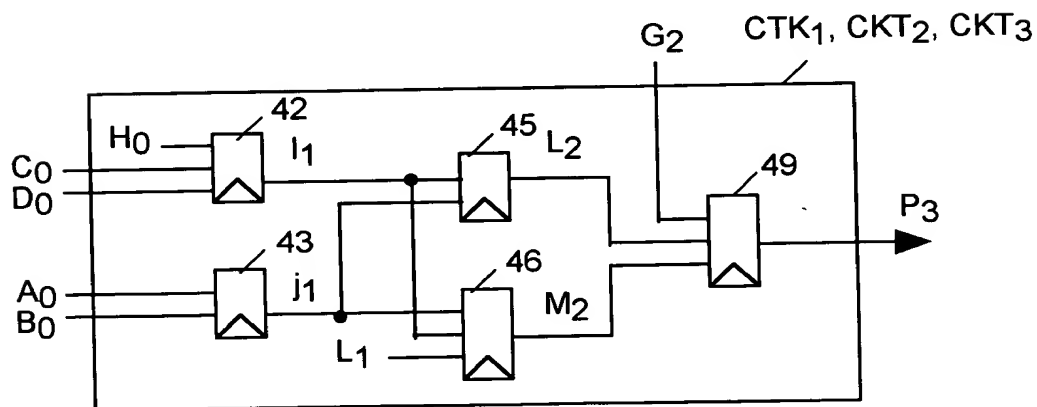 G2
CTK1, CKT2, CKT3
42
H0
I1
45
L2
C0
D0
49
P3
43
46
A0
j1
M2
B0
L1